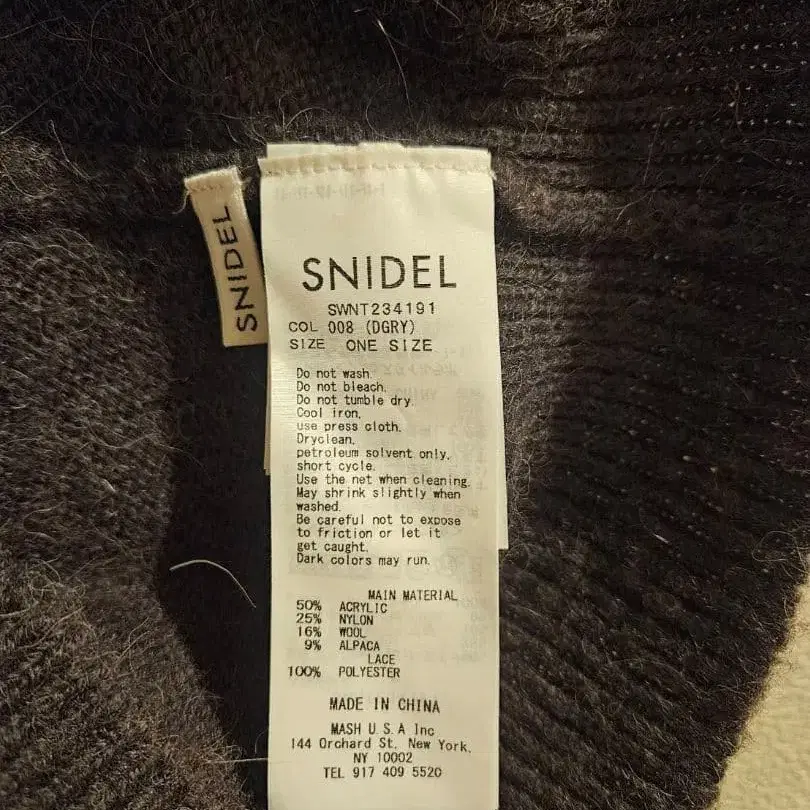 SNIDEL
SNIDEL
SWNT234191
COL 008 (DGRY)
SIZE ONE SIZE
Do not wash.
Do not bleach.
Do not tumble dry.
Cool iron,
use press cloth.
Dryclean,
petroleum solvent only,
short cycle.
Use the net when cleaning.
May shrink slightly when
washed.
Be careful not to expose
to friction or let it
get caught.
Dark colors may run.
MAIN MATERIAL
50% ACRYLIC
25% NYLON
16% WOOL
9% ALPACA
LACE
100% POLYESTER
MADE IN CHINA
MASH U.S.A Inc
144 Orchard St, New York,
NY 10002
TEL 917 409 5520